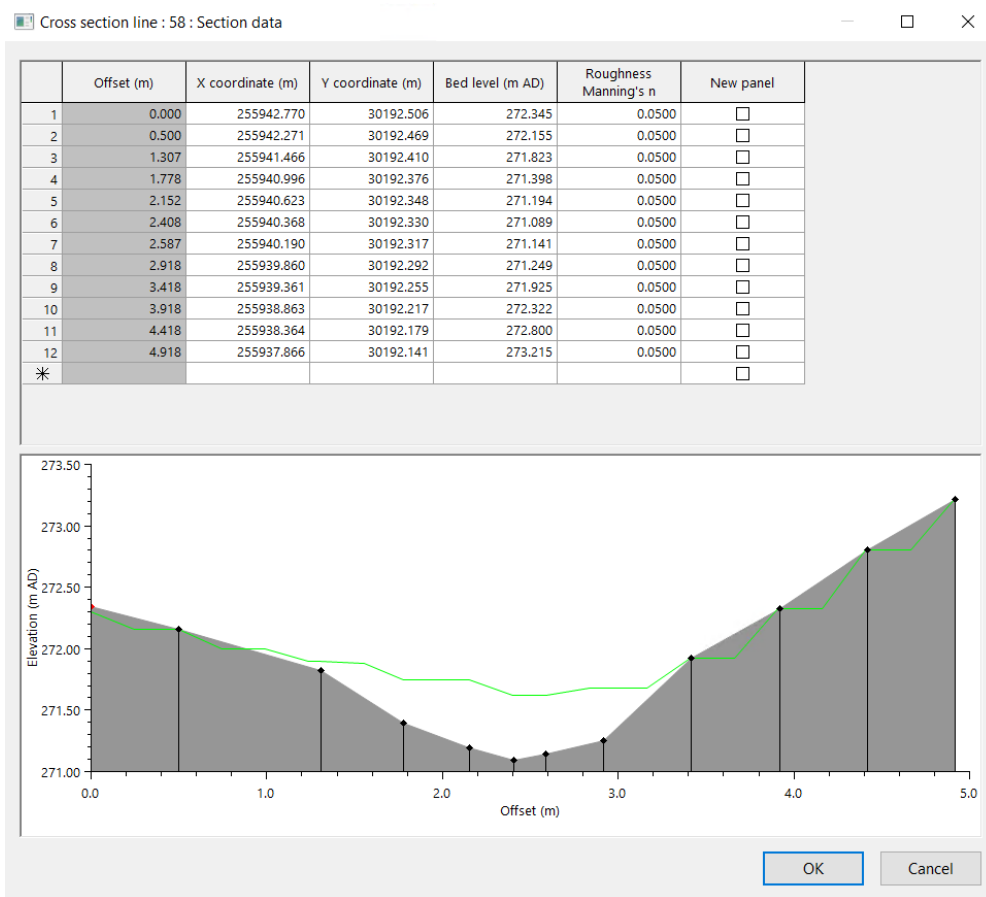 Cross section line : 58 : Section data
Offset (m) X coordinate (m) Y coordinate (m) Bed level (m AD) Roughness Manning's n New panel
1 0.000 255942.770 30192.506 272.345 0.0500
2 0.500 255942.271 30192.469 272.155 0.0500
3 1.307 255941.466 30192.410 271.823 0.0500
4 1.778 255940.996 30192.376 271.398 0.0500
5 2.152 255940.623 30192.348 271.194 0.0500
6 2.408 255940.368 30192.330 271.089 0.0500
7 2.587 255940.190 30192.317 271.141 0.0500
8 2.918 255939.860 30192.292 271.249 0.0500
9 3.418 255939.361 30192.255 271.925 0.0500
10 3.918 255938.863 30192.217 272.322 0.0500
11 4.418 255938.364 30192.179 272.800 0.0500
12 4.918 255937.866 30192.141 273.215 0.0500
273.50
273.00
272.50
272.00
271.50
271.00
Elevation (m AD)
0.0 1.0 2.0 3.0 4.0 5.0
Offset (m)
OK Cancel